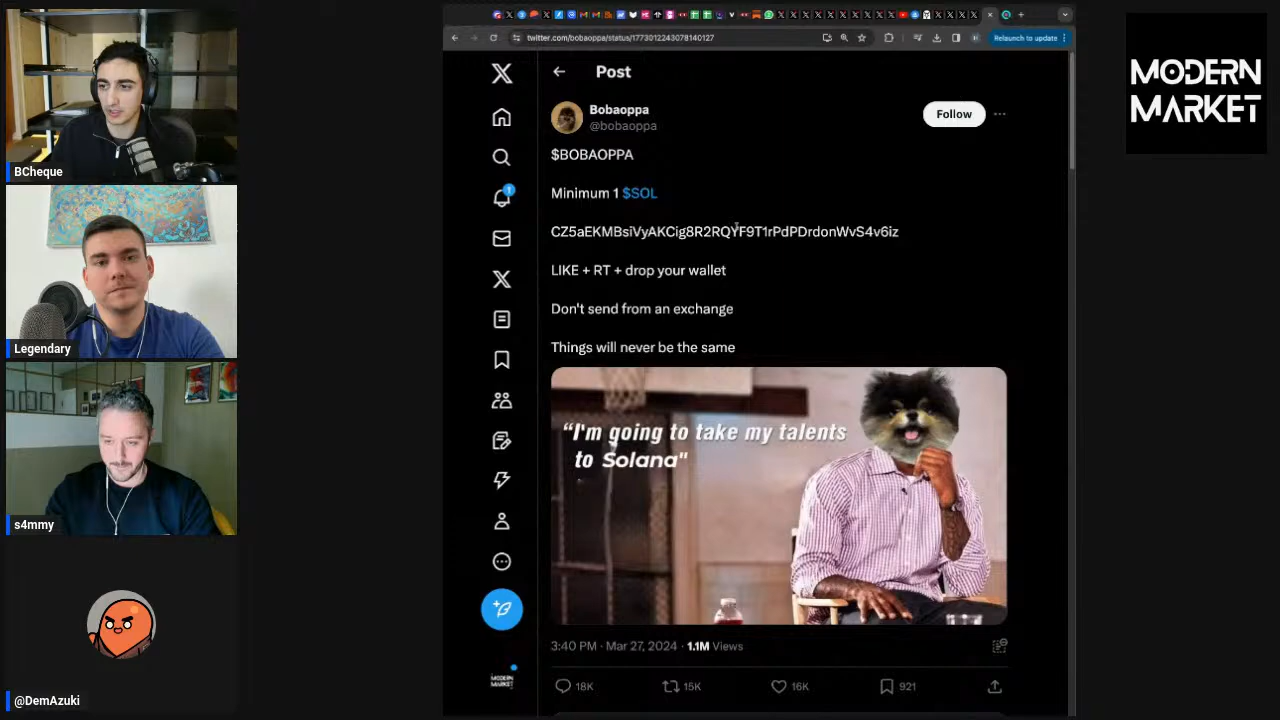 BCheque
Legendary
s4mmy
@DemAzuki
twitter.com/bobaoppa/status/1773012243078140127
Relaunch to update
Post
Bobaoppa
@bobaoppa
Follow
$BOBAOPPA
Minimum 1 $SOL
CZ5aEKMBsiVyAKCig8R2RQYF9T1rPdPDrdonWvS4v6iz
LIKE + RT + drop your wallet
Don't send from an exchange
Things will never be the same
“I'm going to take my talents
to Solana"
3:40 PM · Mar 27, 2024 · 1.1M Views
18K
15K
16K
921
1
MODERN
MARKET
MODERN
MARKET